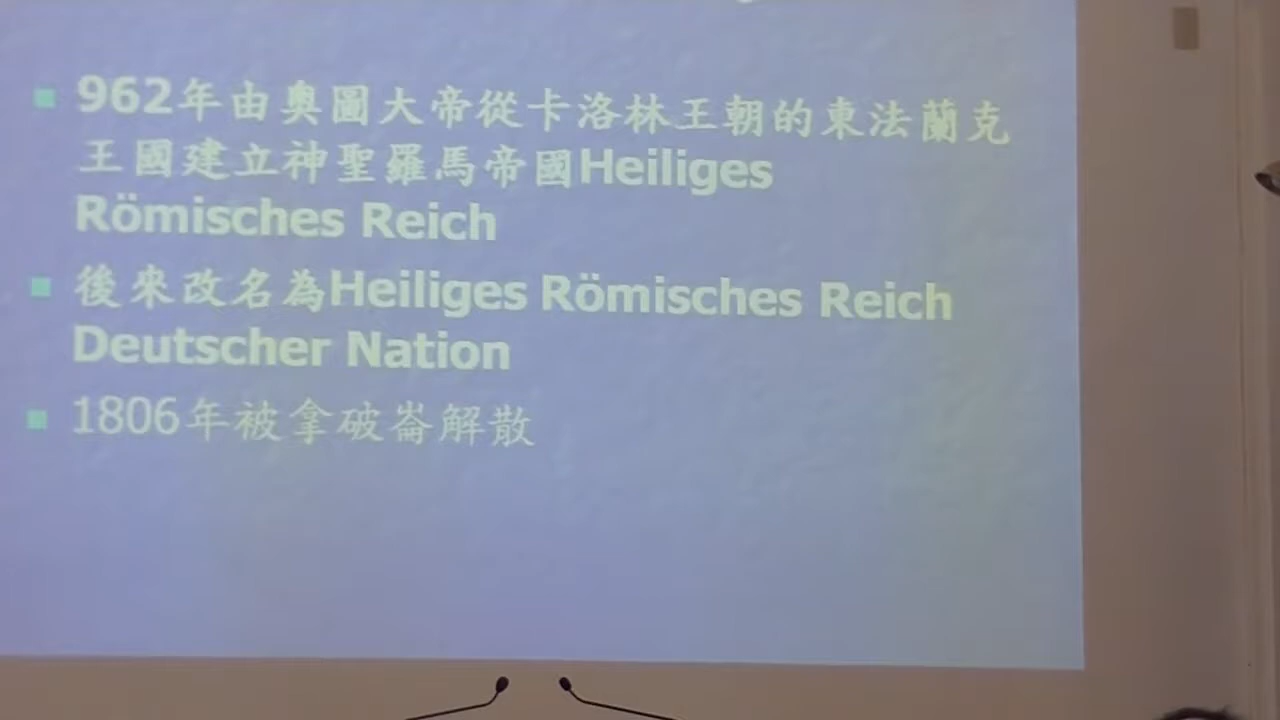 962年由奧圖大帝從卡洛林王朝的東法蘭克
王國建立神聖羅馬帝國Heiliges
Römisches Reich
後來改名為Heiliges Römisches Reich
Deutscher Nation
1806年被拿破崙解散